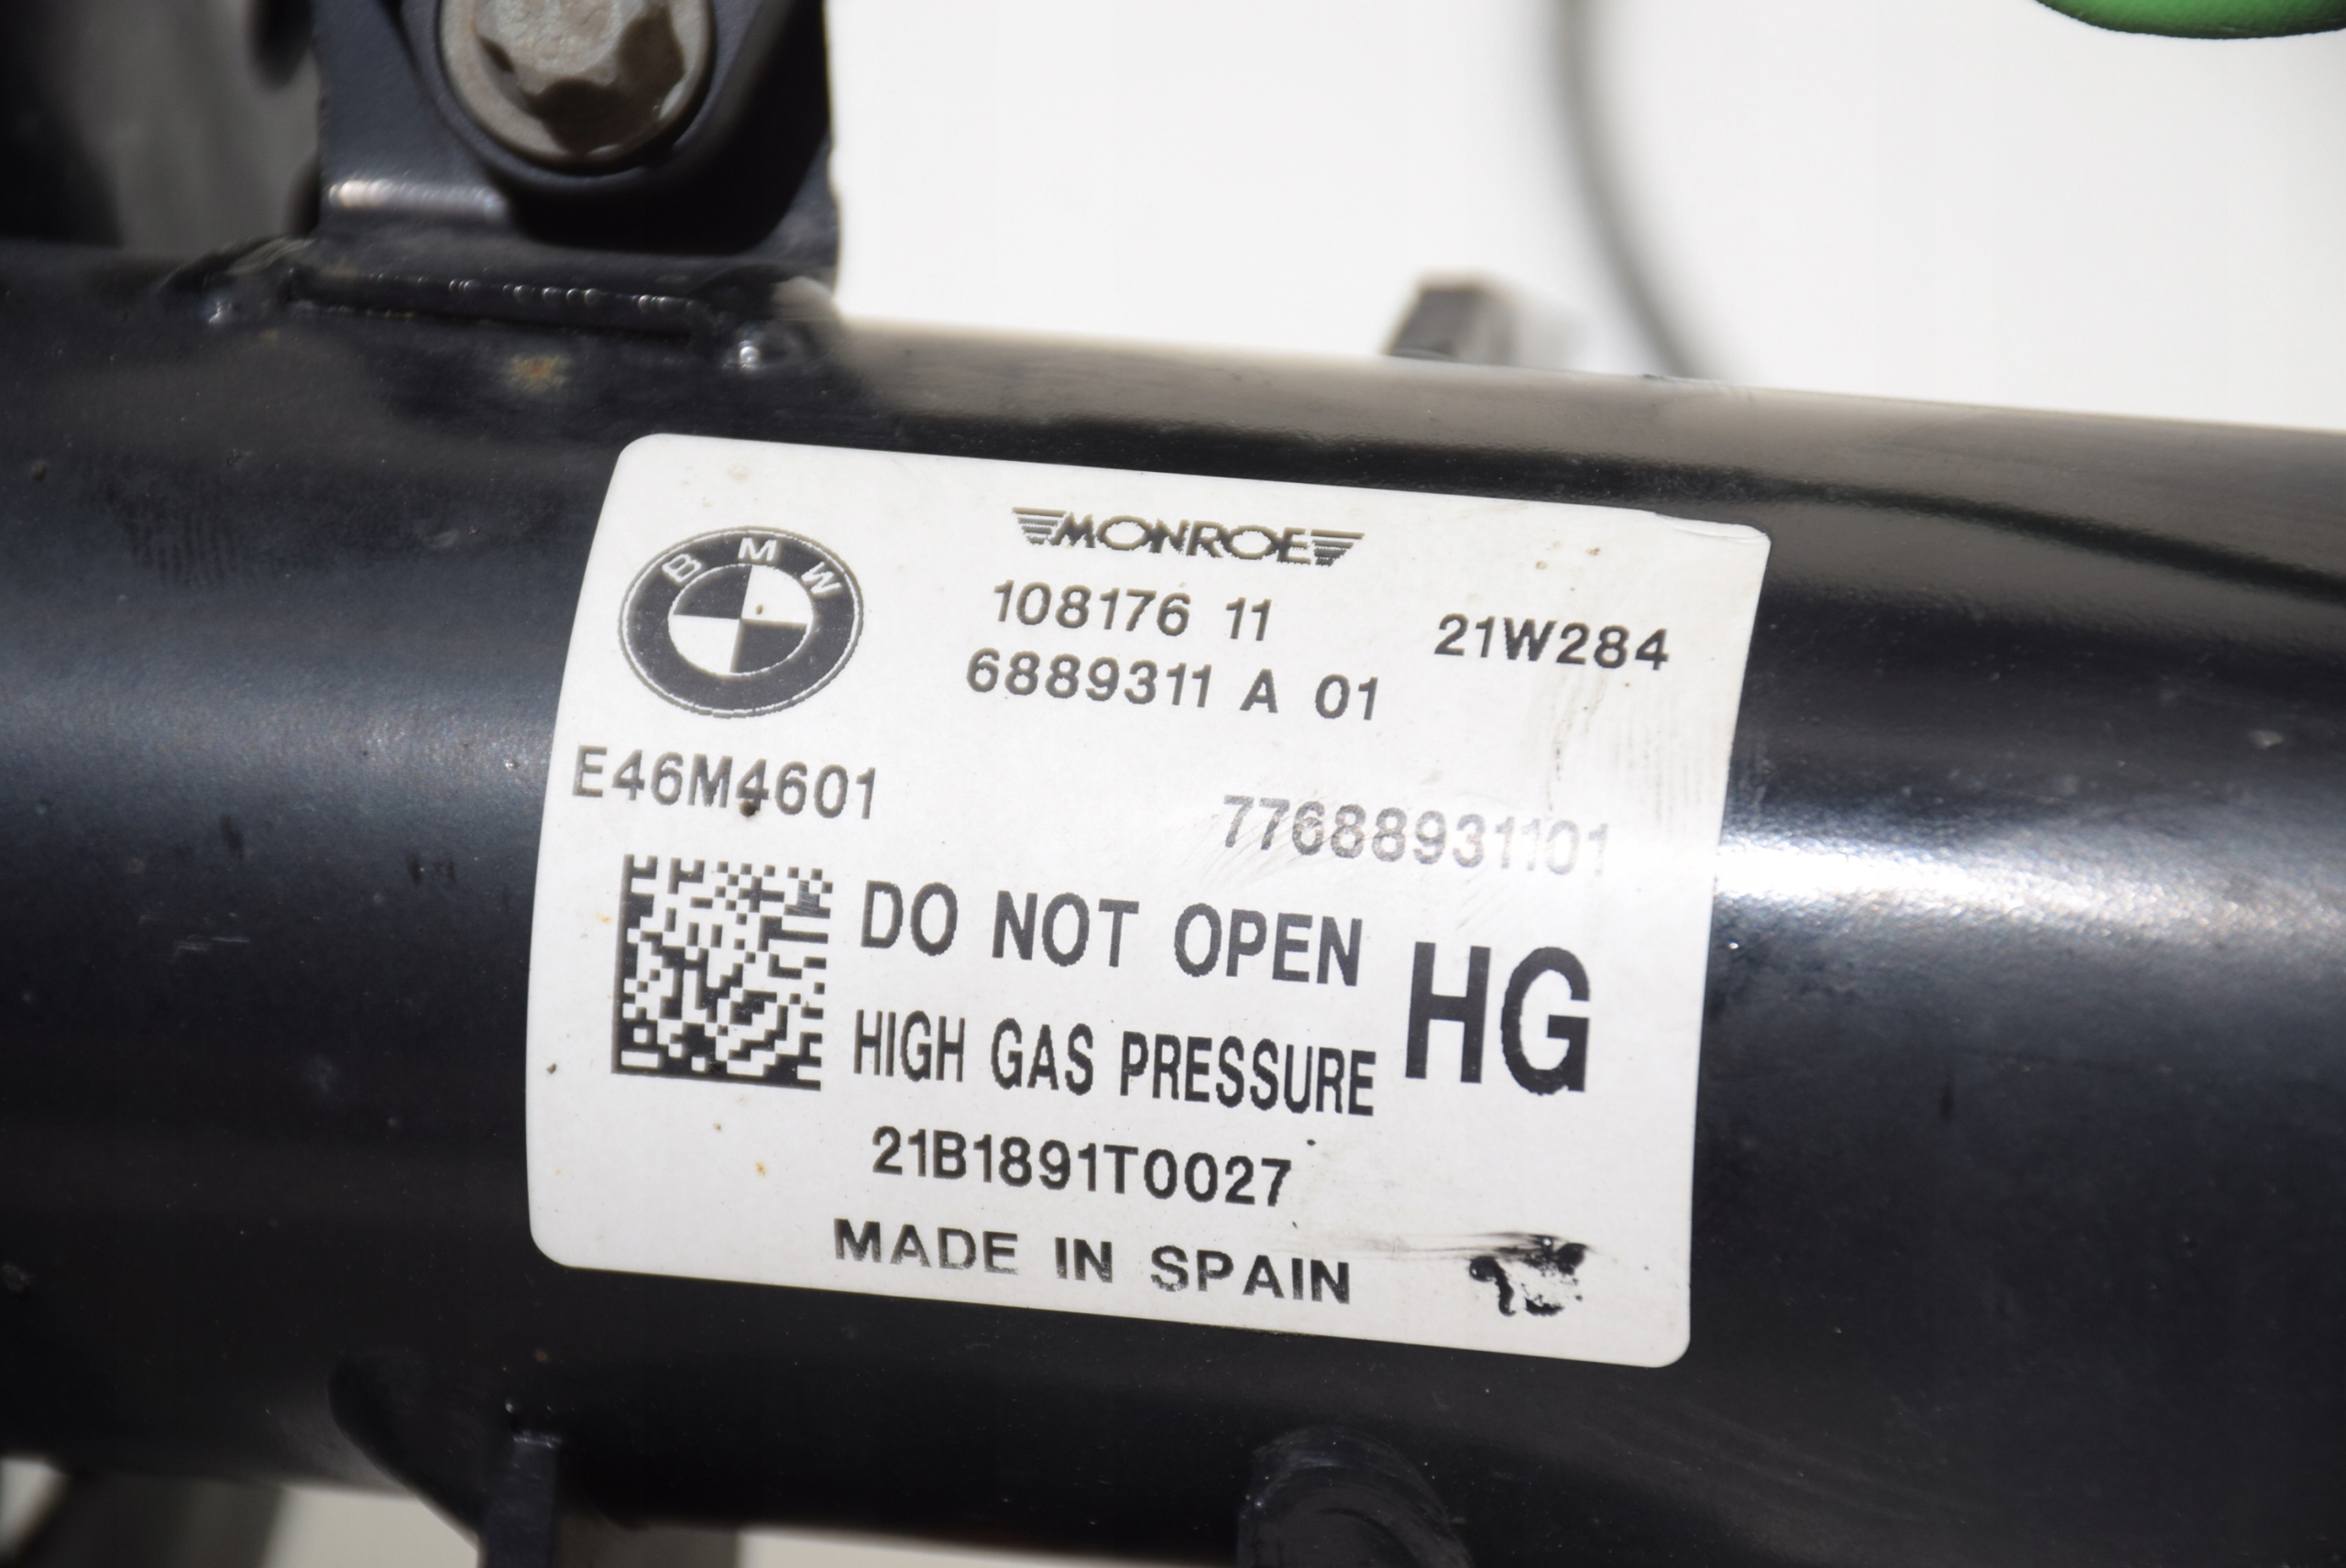 BMW
MONROE
108176 11
21W284
6889311 A 01
E46M4601
77688931101
DO NOT OPEN
HG
HIGH GAS PRESSURE
21B1891T0027
MADE IN SPAIN